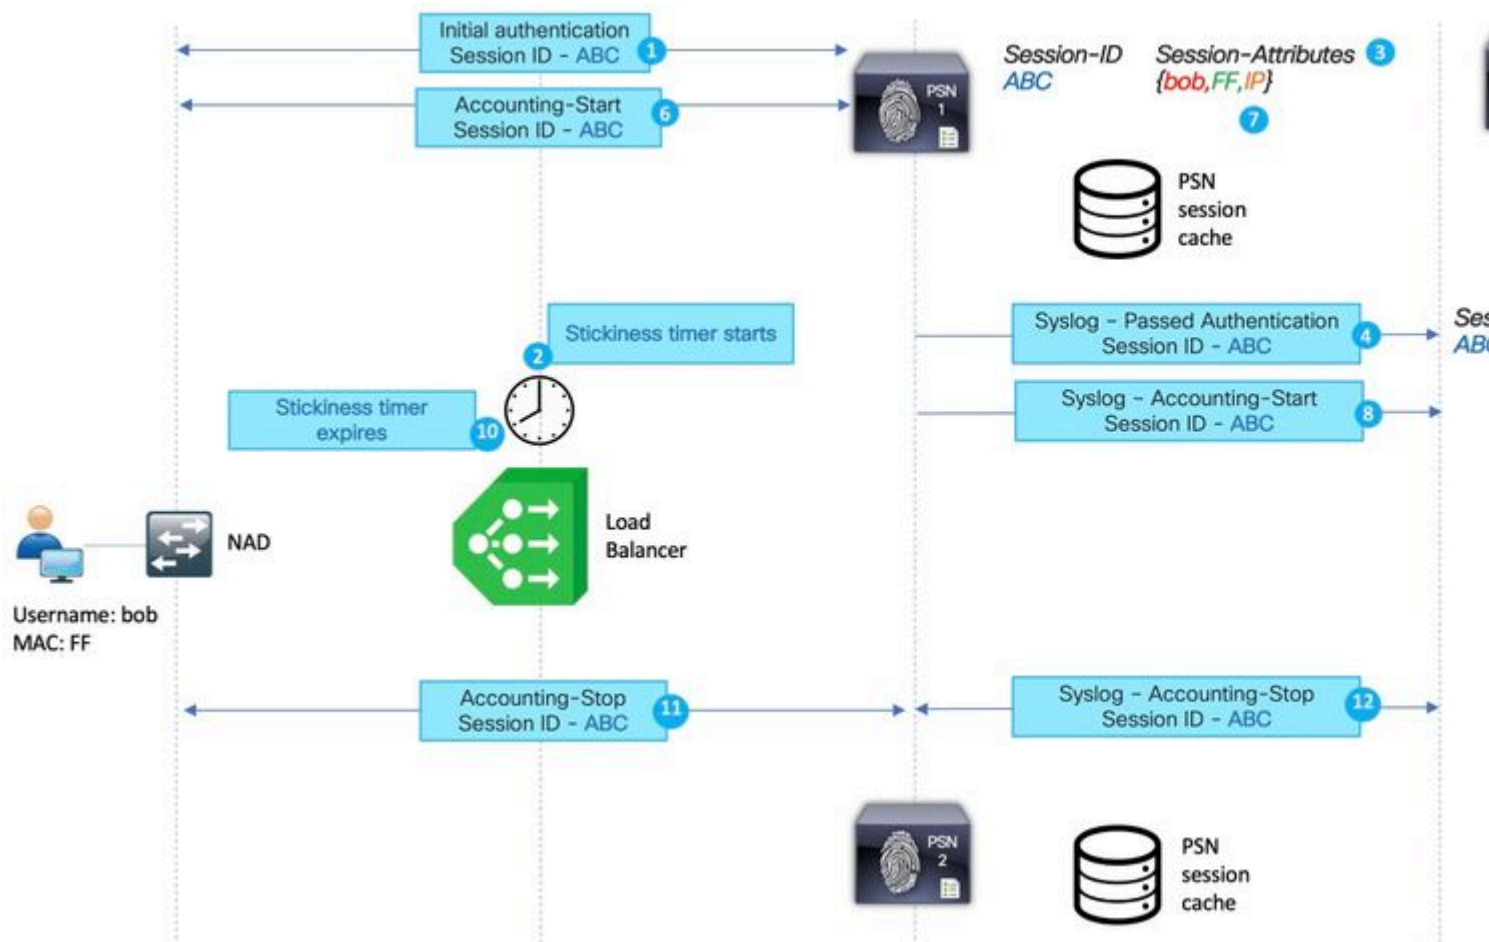 Initial authentication
Session ID - ABC
1
Accounting-Start
Session ID - ABC
6
PSN
1
Session-ID
ABC
Session-Attributes
3
{bob,FF,IP}
7
PSN
session
cache
Stickiness timer starts
2
Stickiness timer
expires
10
Syslog - Passed Authentication
Session ID - ABC
4
Syslog - Accounting-Start
Session ID - ABC
8
Ses
ABC
NAD
Load
Balancer
Username: bob
MAC: FF
Accounting-Stop
Session ID - ABC
11
Syslog - Accounting-Stop
Session ID - ABC
12
PSN
2
PSN
session
cache